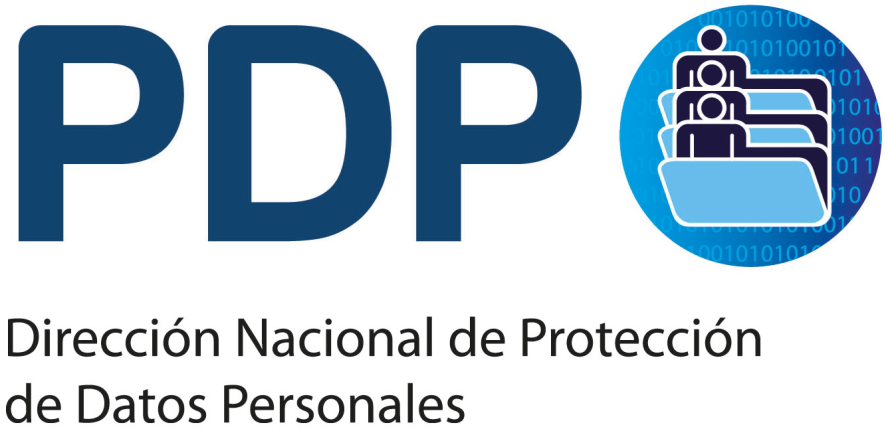 PDP
Dirección Nacional de Protección
de Datos Personales